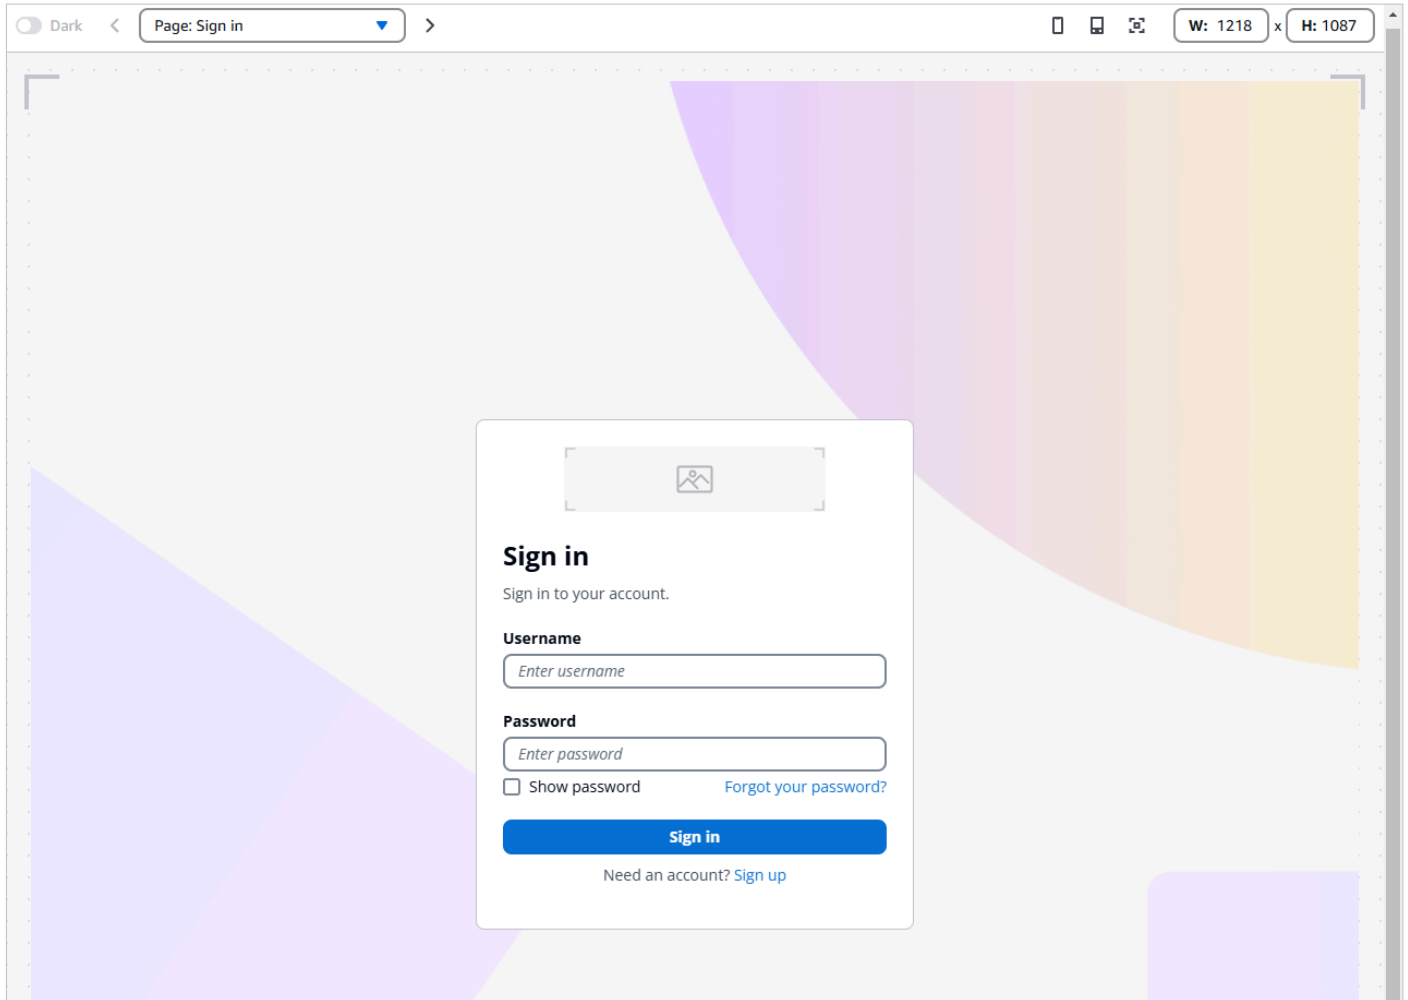 Dark
Page: Sign in
W: 1218 x H: 1087
Sign in
Sign in to your account.
Username
Enter username
Password
Enter password
Show password Forgot your password?
Sign in
Need an account? Sign up